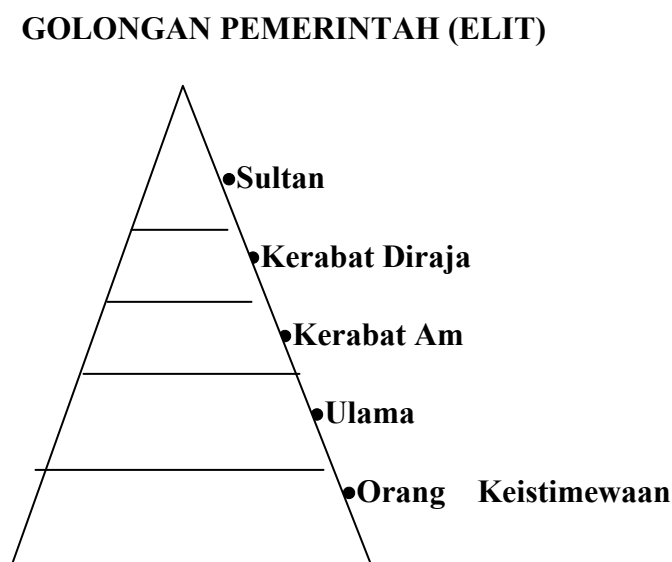 GOLONGAN PEMERINTAH (ELIT)
•Sultan
•Kerabat Diraja
•Kerabat Am
•Ulama
•Orang Keistimewaan